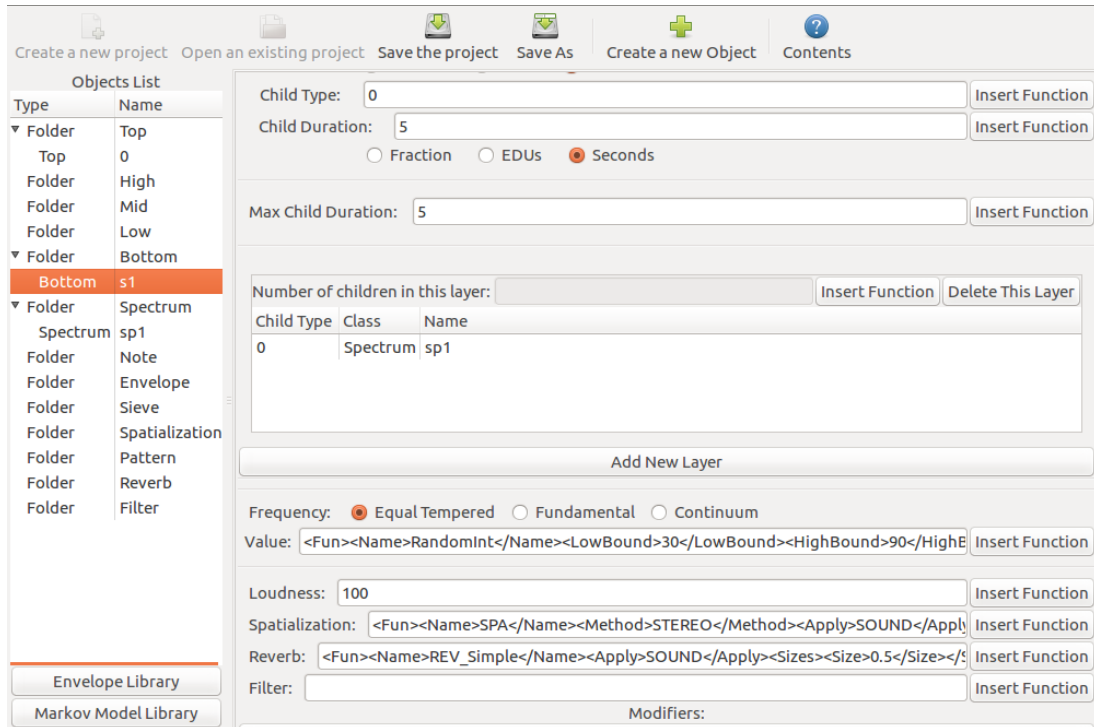 Create a new project Open an existing project Save the project Save As Create a new Object Contents
Objects List
Type Name
Folder Top
Top 0
Folder High
Folder Mid
Folder Low
Folder Bottom
Bottom s1
Folder Spectrum
Spectrum sp1
Folder Note
Folder Envelope
Folder Sieve
Folder Spatialization
Folder Pattern
Folder Reverb
Folder Filter
Envelope Library
Markov Model Library
Child Type: 0 Insert Function
Child Duration: 5 Insert Function
Fraction EDUs Seconds
Max Child Duration: 5 Insert Function
Number of children in this layer: Insert Function Delete This Layer
Child Type Class Name
0 Spectrum sp1
Add New Layer
Frequency: Equal Tempered Fundamental Continuum
Value: <Fun><Name>RandomInt</Name><LowBound>30</LowBound><HighBound>90</HighB Insert Function
Loudness: 100 Insert Function
Spatialization: <Fun><Name>SPA</Name><Method>STEREO</Method><Apply>SOUND</Apply Insert Function
Reverb: <Fun><Name>REV_Simple</Name><Apply>SOUND</Apply><Sizes><Size>0.5</Size></S Insert Function
Filter: Insert Function
Modifiers: